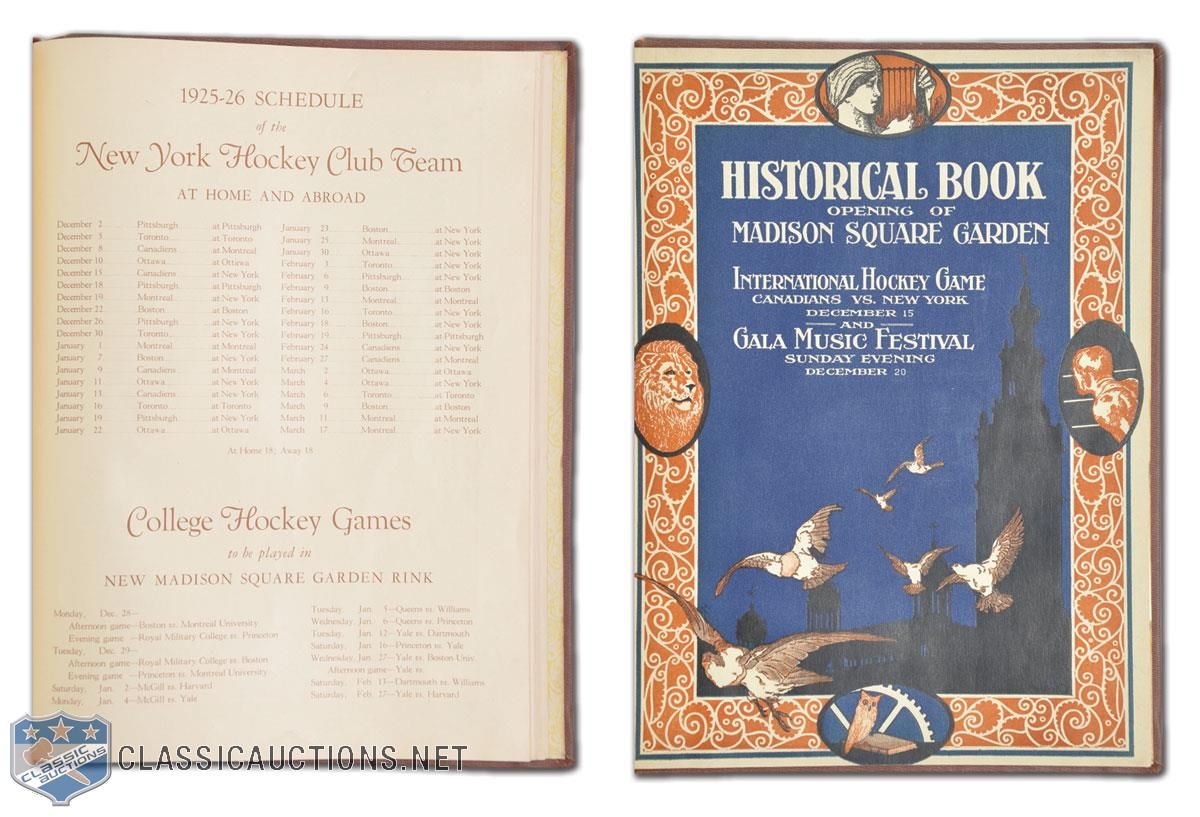 1925-26 SCHEDULE
of the
New York Hockey Club Team
AT HOME AND ABROAD
December 2 Pittsburgh at Pittsburgh
December 5 Toronto at Toronto
December 8 Canadiens at Montreal
December 10 Ottawa at Ottawa
December 15 Canadiens at New York
December 18 Pittsburgh at Pittsburgh
December 19 Montreal at New York
December 22 Boston at Boston
December 26 Pittsburgh at New York
December 30 Toronto at New York
January 1 Montreal at Montreal
January 7 Boston at New York
January 9 Canadiens at Montreal
January 11 Ottawa at New York
January 13 Canadiens at New York
January 16 Toronto at Toronto
January 19 Pittsburgh at New York
January 22 Ottawa at Ottawa
January 23 Boston at New York
January 25 Montreal at New York
January 30 Ottawa at New York
February 3 Toronto at New York
February 6 Pittsburgh at New York
February 9 Boston at Boston
February 13 Montreal at Montreal
February 16 Toronto at New York
February 18 Boston at New York
February 19 Pittsburgh at Pittsburgh
February 24 Canadiens at New York
February 27 Canadiens at Montreal
March 2 Ottawa at Ottawa
March 4 Ottawa at New York
March 6 Toronto at Toronto
March 9 Boston at Boston
March 11 Montreal at Montreal
March 17 Montreal at New York
At Home 18; Away 18
College Hockey Games
to be played in
NEW MADISON SQUARE GARDEN RINK
Monday, Dec. 28—
Afternoon game—Boston vs. Montreal University
Evening game —Royal Military College vs. Princeton
Tuesday, Dec. 29—
Afternoon game—Royal Military College vs. Boston
Evening game—Princeton vs. Montreal University
Saturday, Jan. 2—McGill vs. Harvard
Monday, Jan. 4—McGill vs. Yale
Tuesday, Jan. 5—Queens vs. Williams
Wednesday, Jan. 6—Queens vs. Princeton
Tuesday, Jan. 12—Yale vs. Dartmouth
Saturday, Jan. 16—Princeton vs. Yale
Wednesday, Jan. 27—Yale vs. Boston Univ.
Afternoon game—Yale vs.
Saturday, Feb. 13—Dartmouth vs. Williams
Saturday, Feb. 27—Yale vs. Harvard
CLASSIC AUCTIONS
CLASSICAUCTIONS.NET
HISTORICAL BOOK
OPENING OF
MADISON SQUARE GARDEN
INTERNATIONAL HOCKEY GAME
CANADIANS VS. NEW YORK
DECEMBER 15
AND
GALA MUSIC FESTIVAL
SUNDAY EVENING
DECEMBER 20